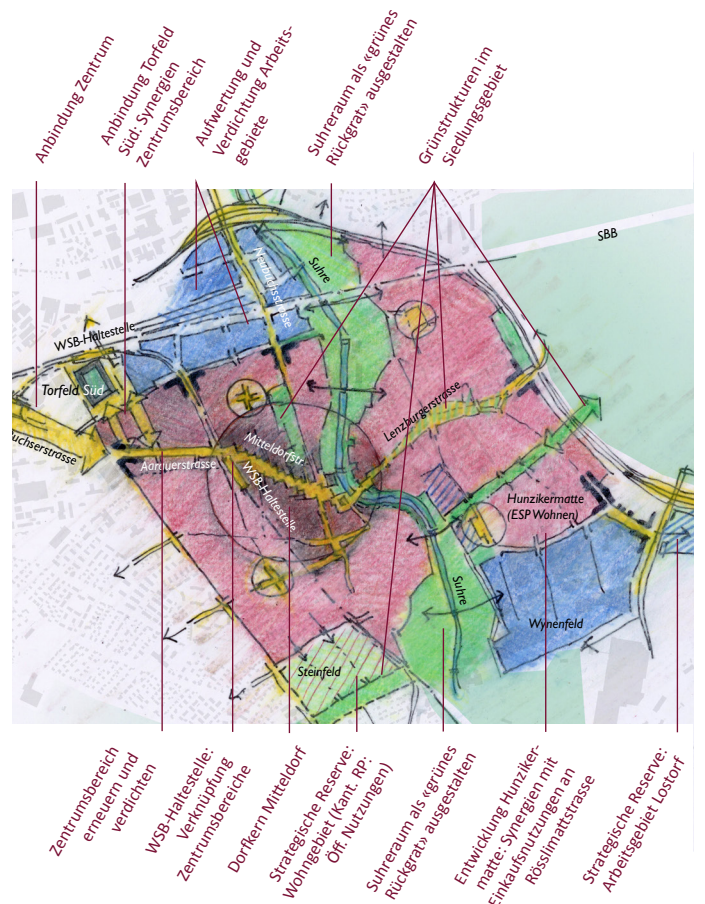 Anbindung Zentrum
Anbindung Torfeld
Süd: Synergien
Zentrumsbereich
Aufwertung und
Verdichtung Arbeits-
gebiete
Suhreraum als «grünes
Rückgrat» ausgestalten
Grünstrukturen im
Siedlungsgebiet
SBB
Suhre
WSB-Haltestelle
Torfeld Süd
uchserstrasse
Aarauerstrasse
Mitteldorfstr.
WSB-Haltestelle
Lenzburgerstrasse
Hunzikermatte
(ESP Wohnen)
Suhre
Wynenfeld
Steinfeld
Zentrumsbereich
erneuern und
verdichten
WSB-Haltestelle:
Verknüpfung
Zentrumsbereiche
Dorfkern Mitteldorf
Strategische Reserve:
Wohngebiet (Kant. RP:
Öff. Nutzungen)
Suhreraum als «grünes
Rückgrat» ausgestalten
Entwicklung Hunziker-
matte: Synergien mit
Einkaufsnutzungen an
Rösslimattstrasse
Strategische Reserve:
Arbeitsgebiet Lostorf